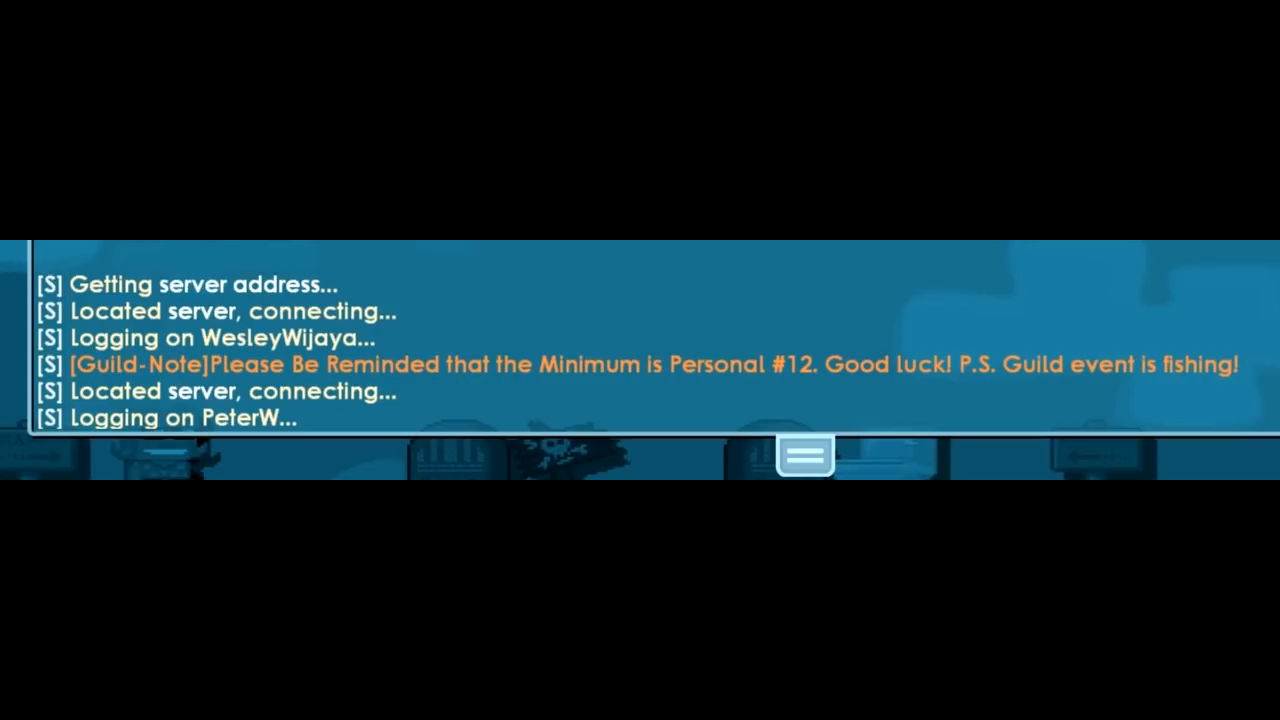 [S] Getting server address...
[S] Located server, connecting...
[S] Logging on WesleyWijaya...
[S] [Guild-Note]Please Be Reminded that the Minimum is Personal #12. Good luck! P.S. Guild event is fishing!
[S] Located server, connecting...
[S] Logging on PeterW...